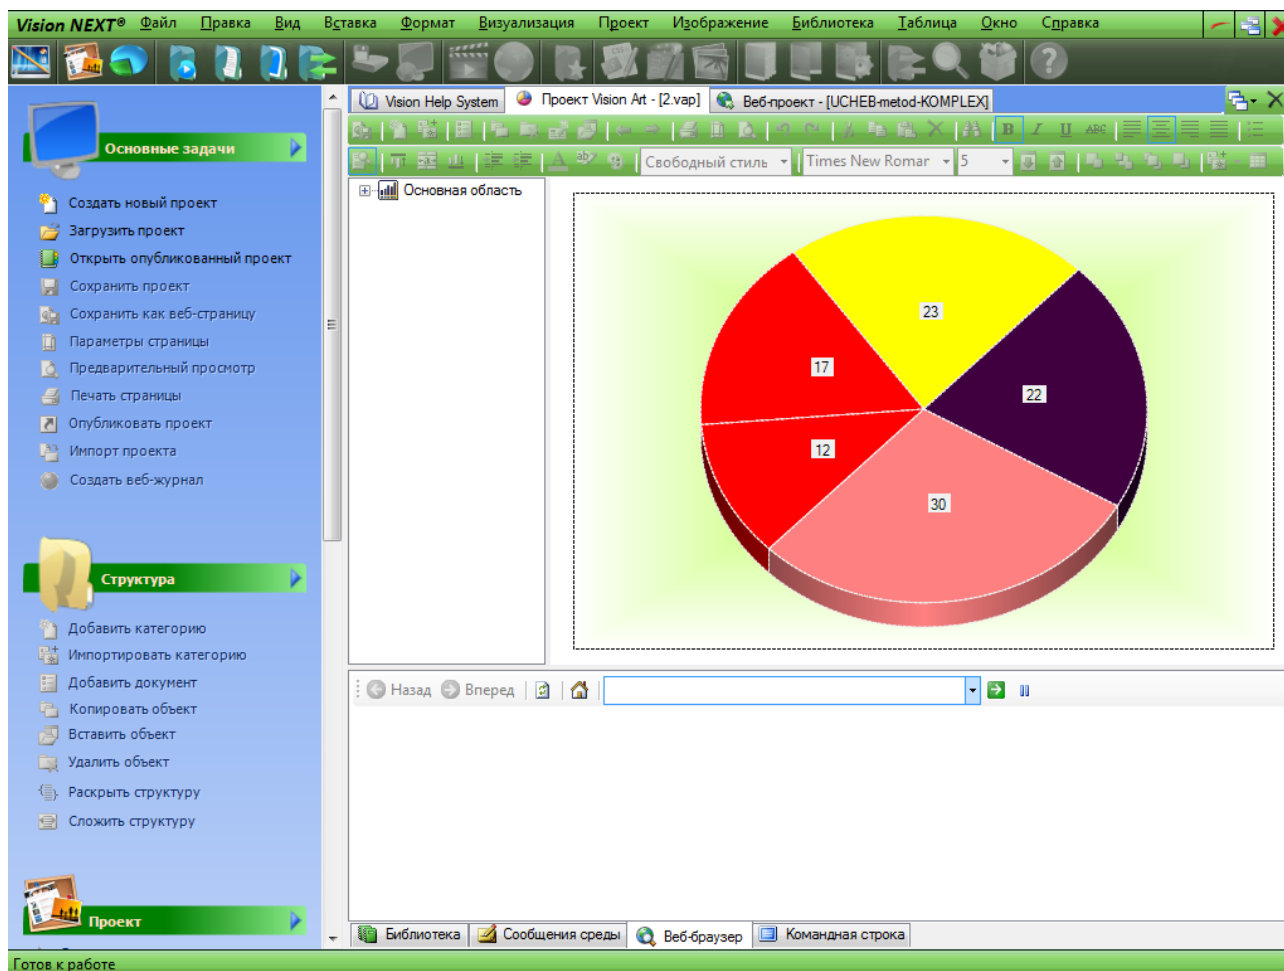 Vision NEXT® Файл Правка Вид Вставка Формат Визуализация Проект Изображение Библиотека Таблица Окно Справка
Vision Help System Проект Vision Art - [2.vap] Веб-проект - [UCHEB-metod-KOMPLEX]
B I U ABC
Свободный стиль Times New Romar 5
Основные задачи
Создать новый проект
Загрузить проект
Открыть опубликованный проект
Сохранить проект
Сохранить как веб-страницу
Параметры страницы
Предварительный просмотр
Печать страницы
Опубликовать проект
Импорт проекта
Создать веб-журнал
Структура
Добавить категорию
Импортировать категорию
Добавить документ
Копировать объект
Вставить объект
Удалить объект
Раскрыть структуру
Сложить структуру
Проект
Основная область
23
17
22
12
30
Назад Вперед
Библиотека Сообщения среды Веб-браузер Командная строка
Готов к работе